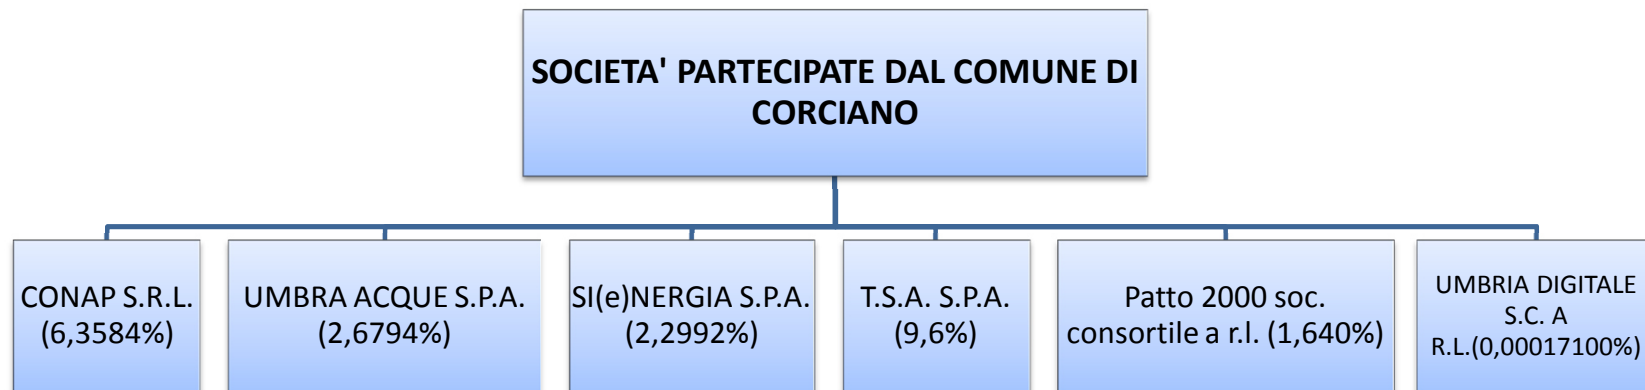 SOCIETA' PARTECIPATE DAL COMUNE DI
CORCIANO
CONAP S.R.L.
(6,3584%)
UMBRA ACQUE S.P.A.
(2,6794%)
SI(e)NERGIA S.P.A.
(2,2992%)
T.S.A. S.P.A.
(9,6%)
Patto 2000 soc.
consortile a r.l. (1,640%)
UMBRIA DIGITALE
S.C. A
R.L.(0,00017100%)